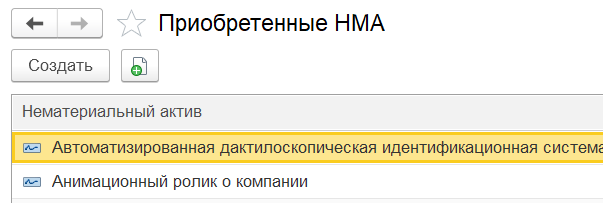 Приобретенные НМА
Создать
Нематериальный актив
Автоматизированная дактилоскопическая идентификационная система
Анимационный ролик о компании